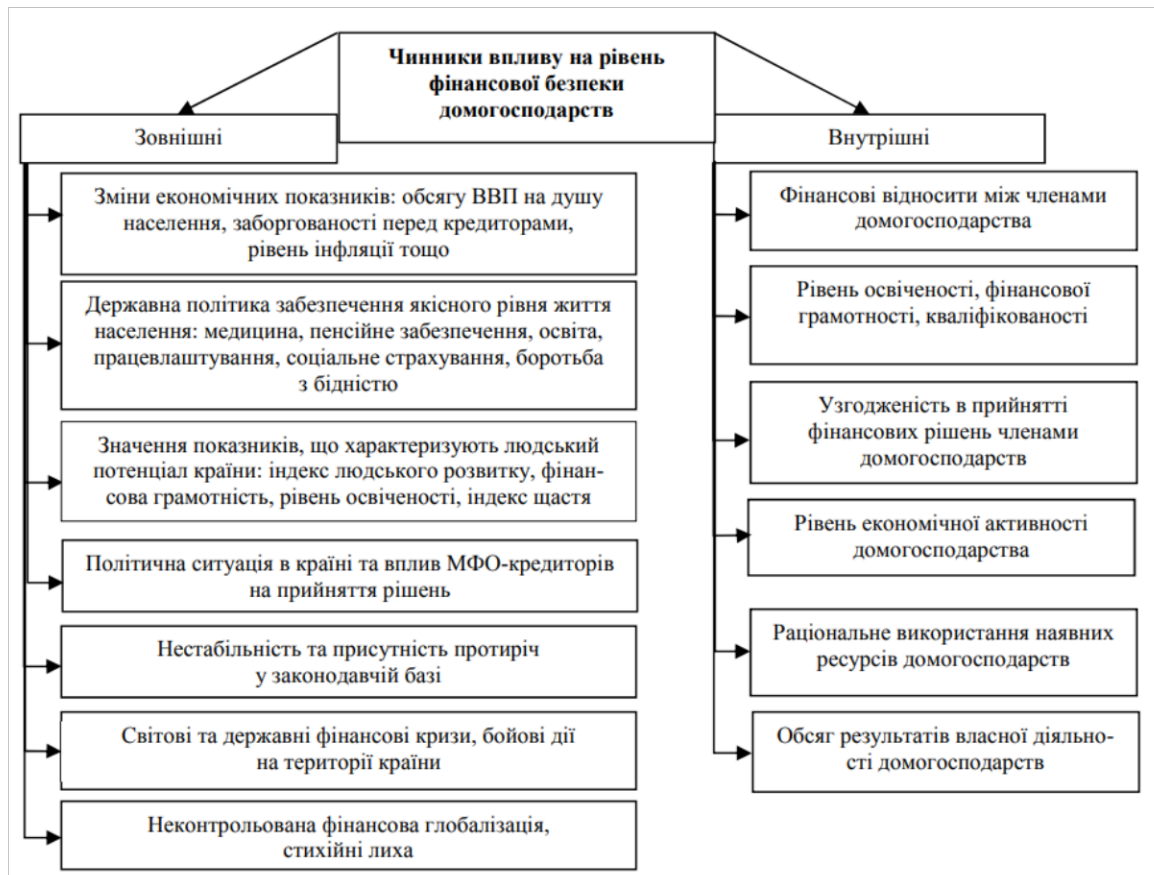 Чинники впливу на рівень
фінансової безпеки
домогосподарств
Зовнішні
Зміни економічних показників: обсягу ВВП на душу
населення, заборгованості перед кредиторами,
рівень інфляції тощо
Державна політика забезпечення якісного рівня життя
населення: медицина, пенсійне забезпечення, освіта,
працевлаштування, соціальне страхування, боротьба
з бідністю
Значення показників, що характеризують людський
потенціал країни: індекс людського розвитку, фінан-
сова грамотність, рівень освіченості, індекс щастя
Політична ситуація в країні та вплив МФО-кредиторів
на прийняття рішень
Нестабільність та присутність протиріч
у законодавчій базі
Світові та державні фінансові кризи, бойові дії
на території країни
Неконтрольована фінансова глобалізація,
стихійні лиха
Внутрішні
Фінансові відносити між членами
домогосподарства
Рівень освіченості, фінансової
грамотності, кваліфікованості
Узгодженість в прийнятті
фінансових рішень членами
домогосподарств
Рівень економічної активності
домогосподарства
Раціональне використання наявних
ресурсів домогосподарств
Обсяг результатів власної діяльно-
сті домогосподарств